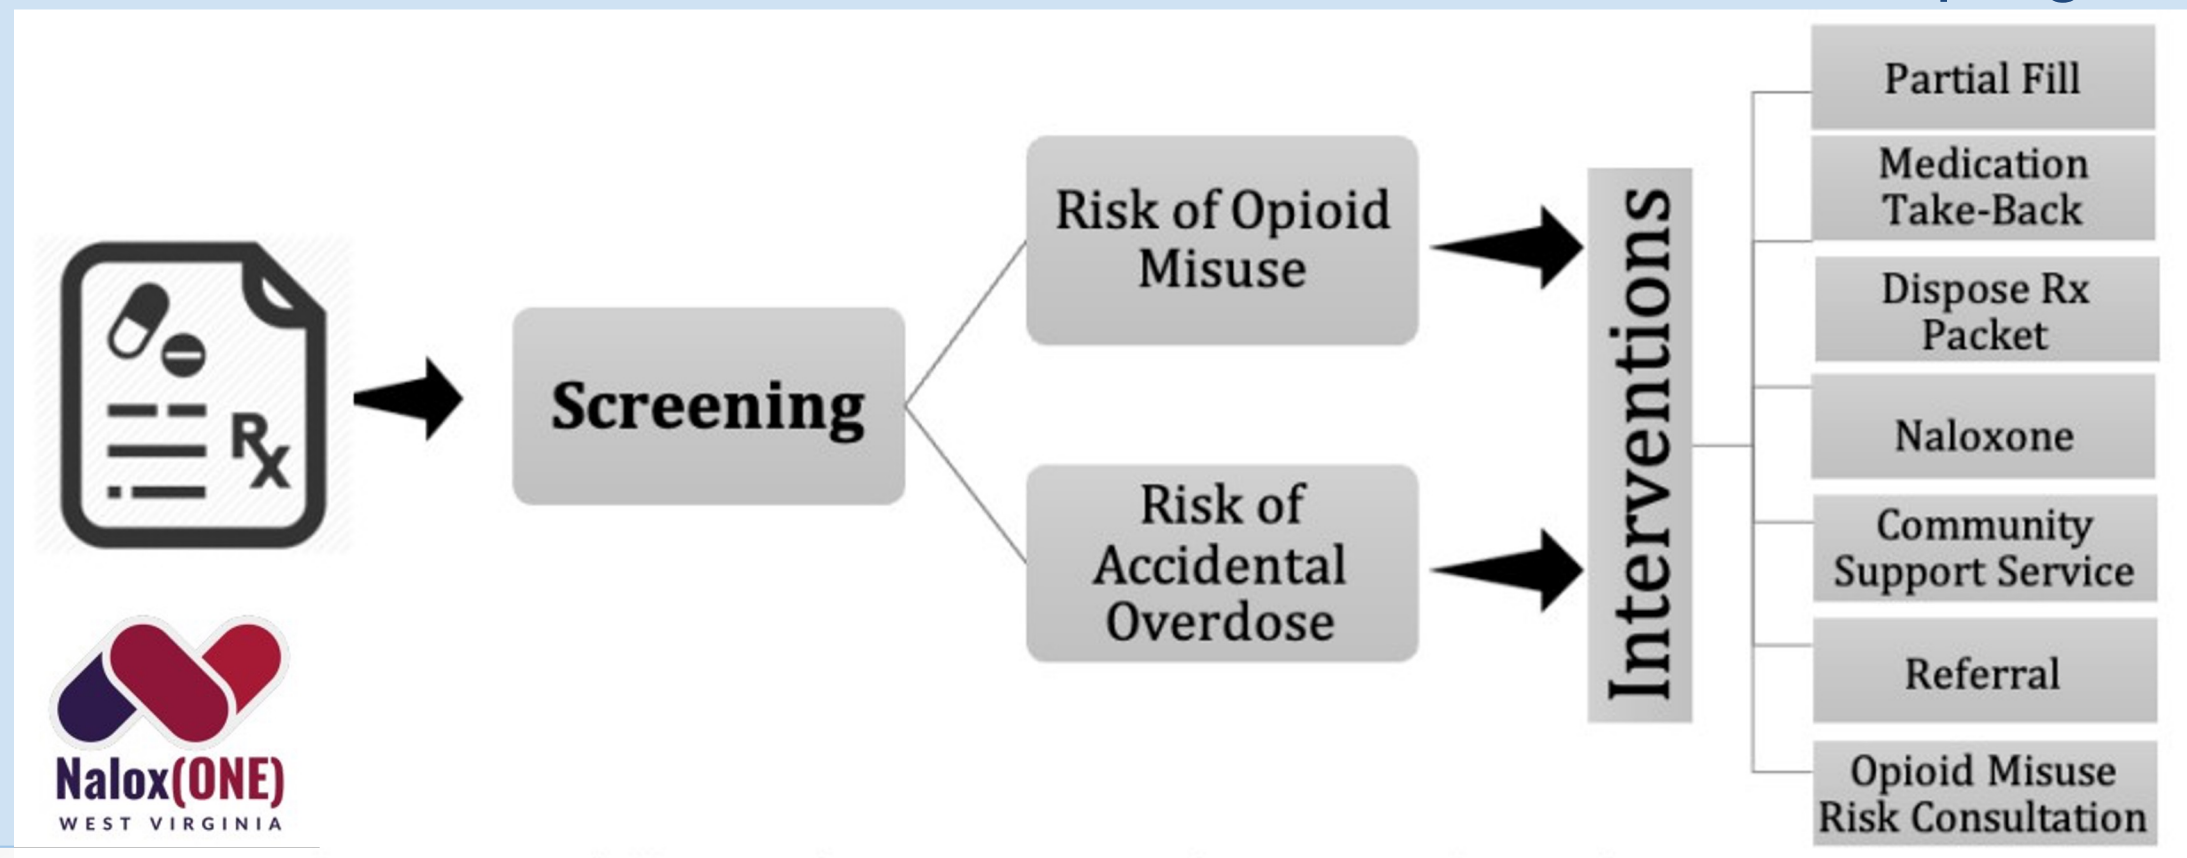 Rx
Screening
Risk of Opioid
Misuse
Risk of
Accidental
Overdose
Interventions
Partial Fill
Medication
Take-Back
Dispose Rx
Packet
Naloxone
Community
Support Service
Referral
Opioid Misuse
Risk Consultation
Nalox(ONE)
WEST VIRGINIA